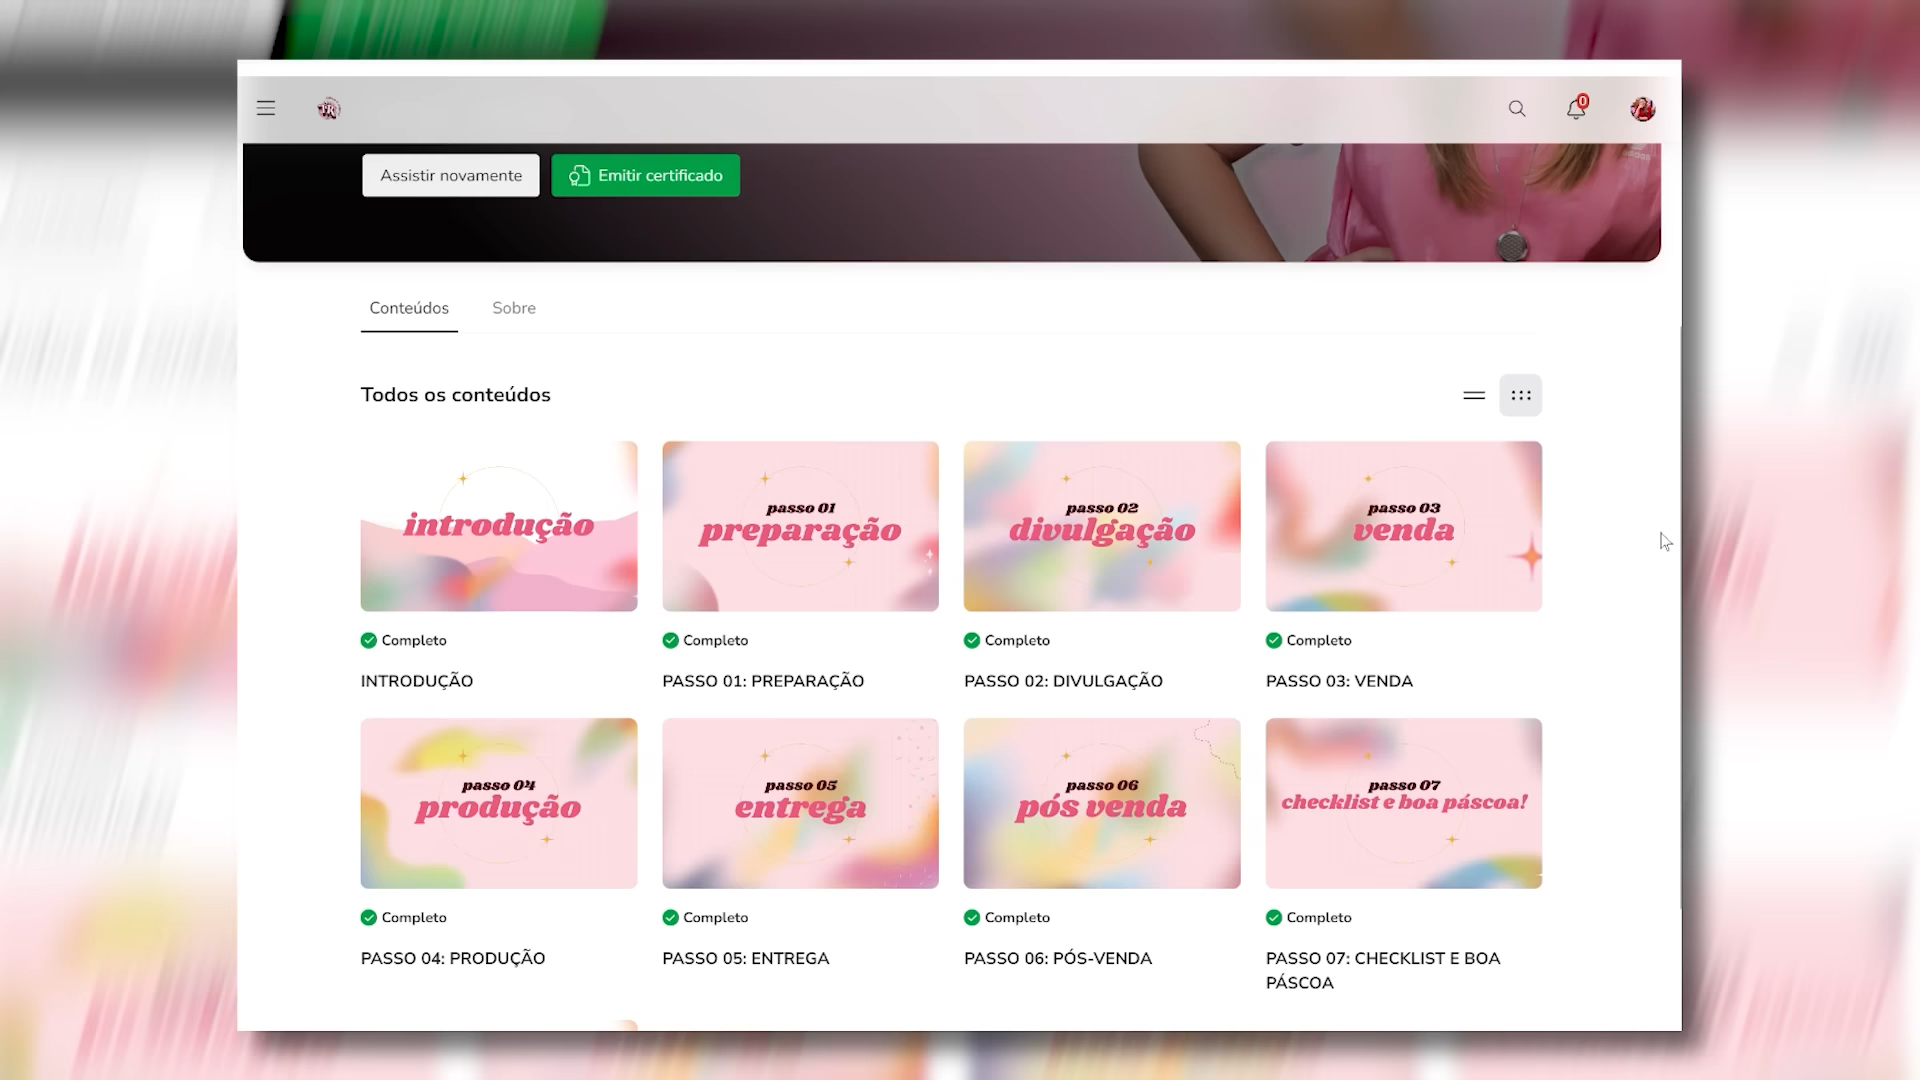 0
Assistir novamente
Emitir certificado
Conteúdos
Sobre
Todos os conteúdos
introdução
passo 01
preparação
passo 02
divulgação
passo 03
venda
Completo
Completo
Completo
Completo
INTRODUÇÃO
PASSO 01: PREPARAÇÃO
PASSO 02: DIVULGAÇÃO
PASSO 03: VENDA
passo 04
produção
passo 05
entrega
passo 06
pós venda
passo 07
checklist e boa páscoa!
Completo
Completo
Completo
Completo
PASSO 04: PRODUÇÃO
PASSO 05: ENTREGA
PASSO 06: PÓS-VENDA
PASSO 07: CHECKLIST E BOA
PÁSCOA